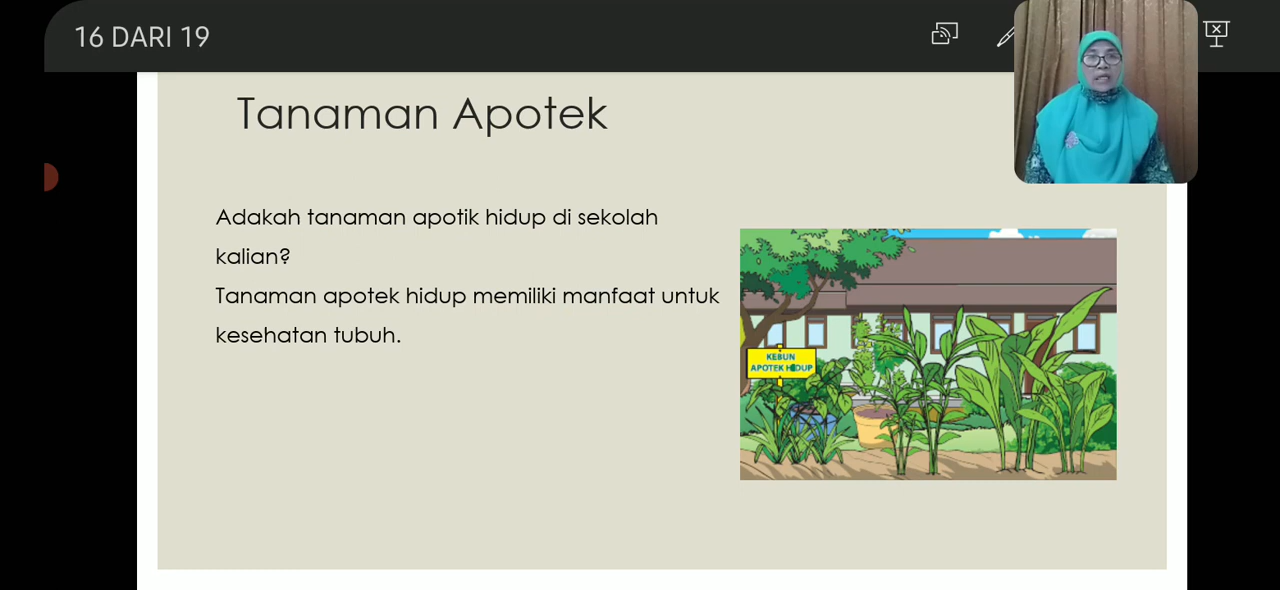 16 DARI 19
Tanaman Apotek
Adakah tanaman apotik hidup di sekolah
kalian?
Tanaman apotek hidup memiliki manfaat untuk
kesehatan tubuh.
KEBUN
APOTEK HIDUP